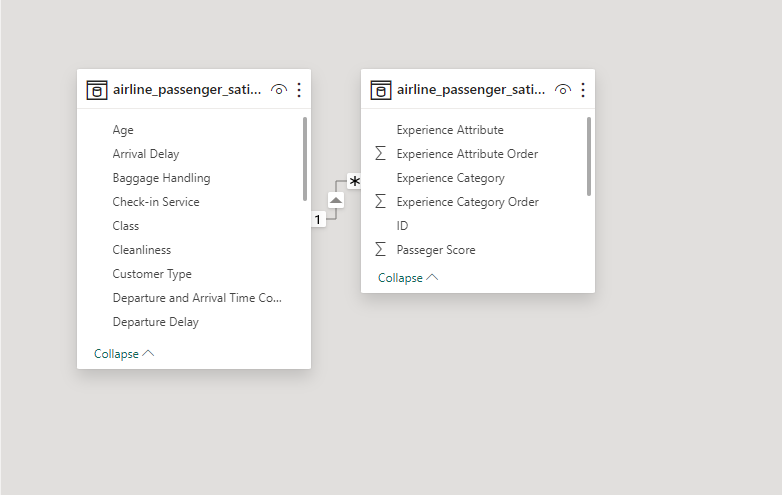 airline_passenger_sati...
Age
Arrival Delay
Baggage Handling
Check-in Service
Class
Cleanliness
Customer Type
Departure and Arrival Time Co...
Departure Delay
Collapse
1
*
airline_passenger_sati...
Experience Attribute
Σ Experience Attribute Order
Experience Category
Σ Experience Category Order
ID
Σ Passeger Score
Collapse